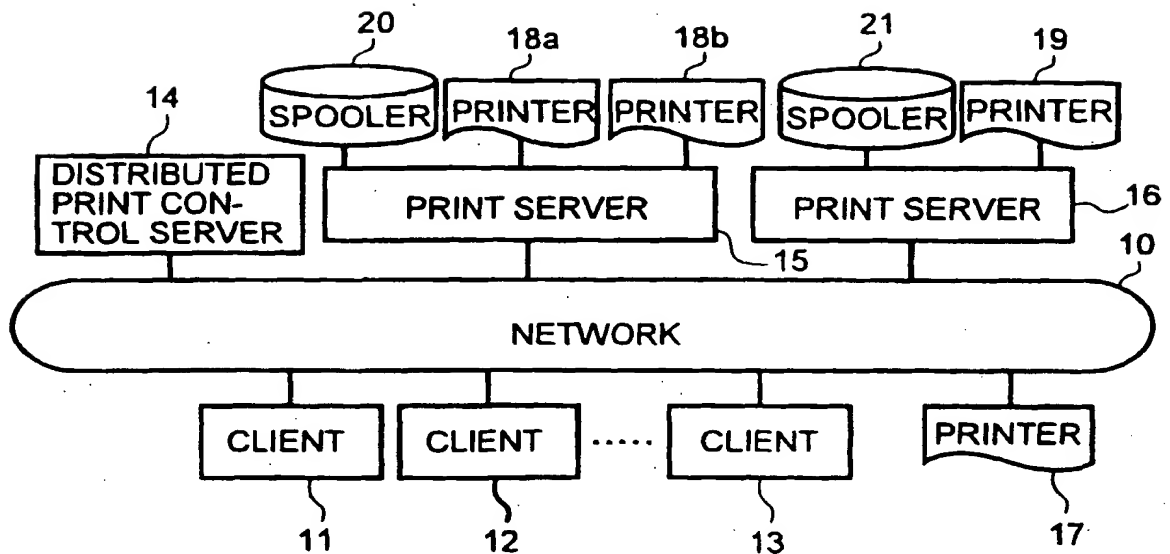 20
18a
18b
21
19
14
SPOOLER
PRINTER
PRINTER
SPOOLER
PRINTER
DISTRIBUTED
PRINT CON-
TROL SERVER
PRINT SERVER
PRINT SERVER
16
15
10
NETWORK
CLIENT
CLIENT
.....
CLIENT
PRINTER
11
12
13
17